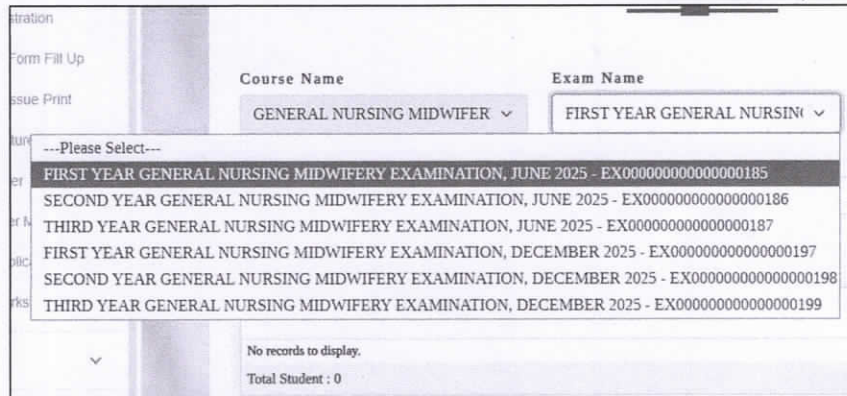 stration
Form Fill Up
ssue Print
Course Name
Exam Name
GENERAL NURSING MIDWIFER
FIRST YEAR GENERAL NURSIN
---Please Select---
FIRST YEAR GENERAL NURSING MIDWIFERY EXAMINATION, JUNE 2025 - EX000000000000000185
SECOND YEAR GENERAL NURSING MIDWIFERY EXAMINATION, JUNE 2025 - EX000000000000000186
THIRD YEAR GENERAL NURSING MIDWIFERY EXAMINATION, JUNE 2025 - EX000000000000000187
FIRST YEAR GENERAL NURSING MIDWIFERY EXAMINATION, DECEMBER 2025 - EX000000000000000197
SECOND YEAR GENERAL NURSING MIDWIFERY EXAMINATION, DECEMBER 2025 - EX000000000000000198
THIRD YEAR GENERAL NURSING MIDWIFERY EXAMINATION, DECEMBER 2025 - EX000000000000000199
No records to display.
Total Student : 0